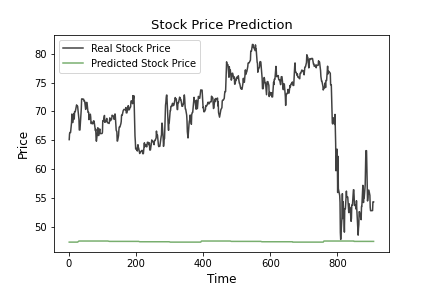 Stock Price Prediction
Real Stock Price
Predicted Stock Price
80
75
70
65
60
55
50
Price
0 200 400 600 800
Time